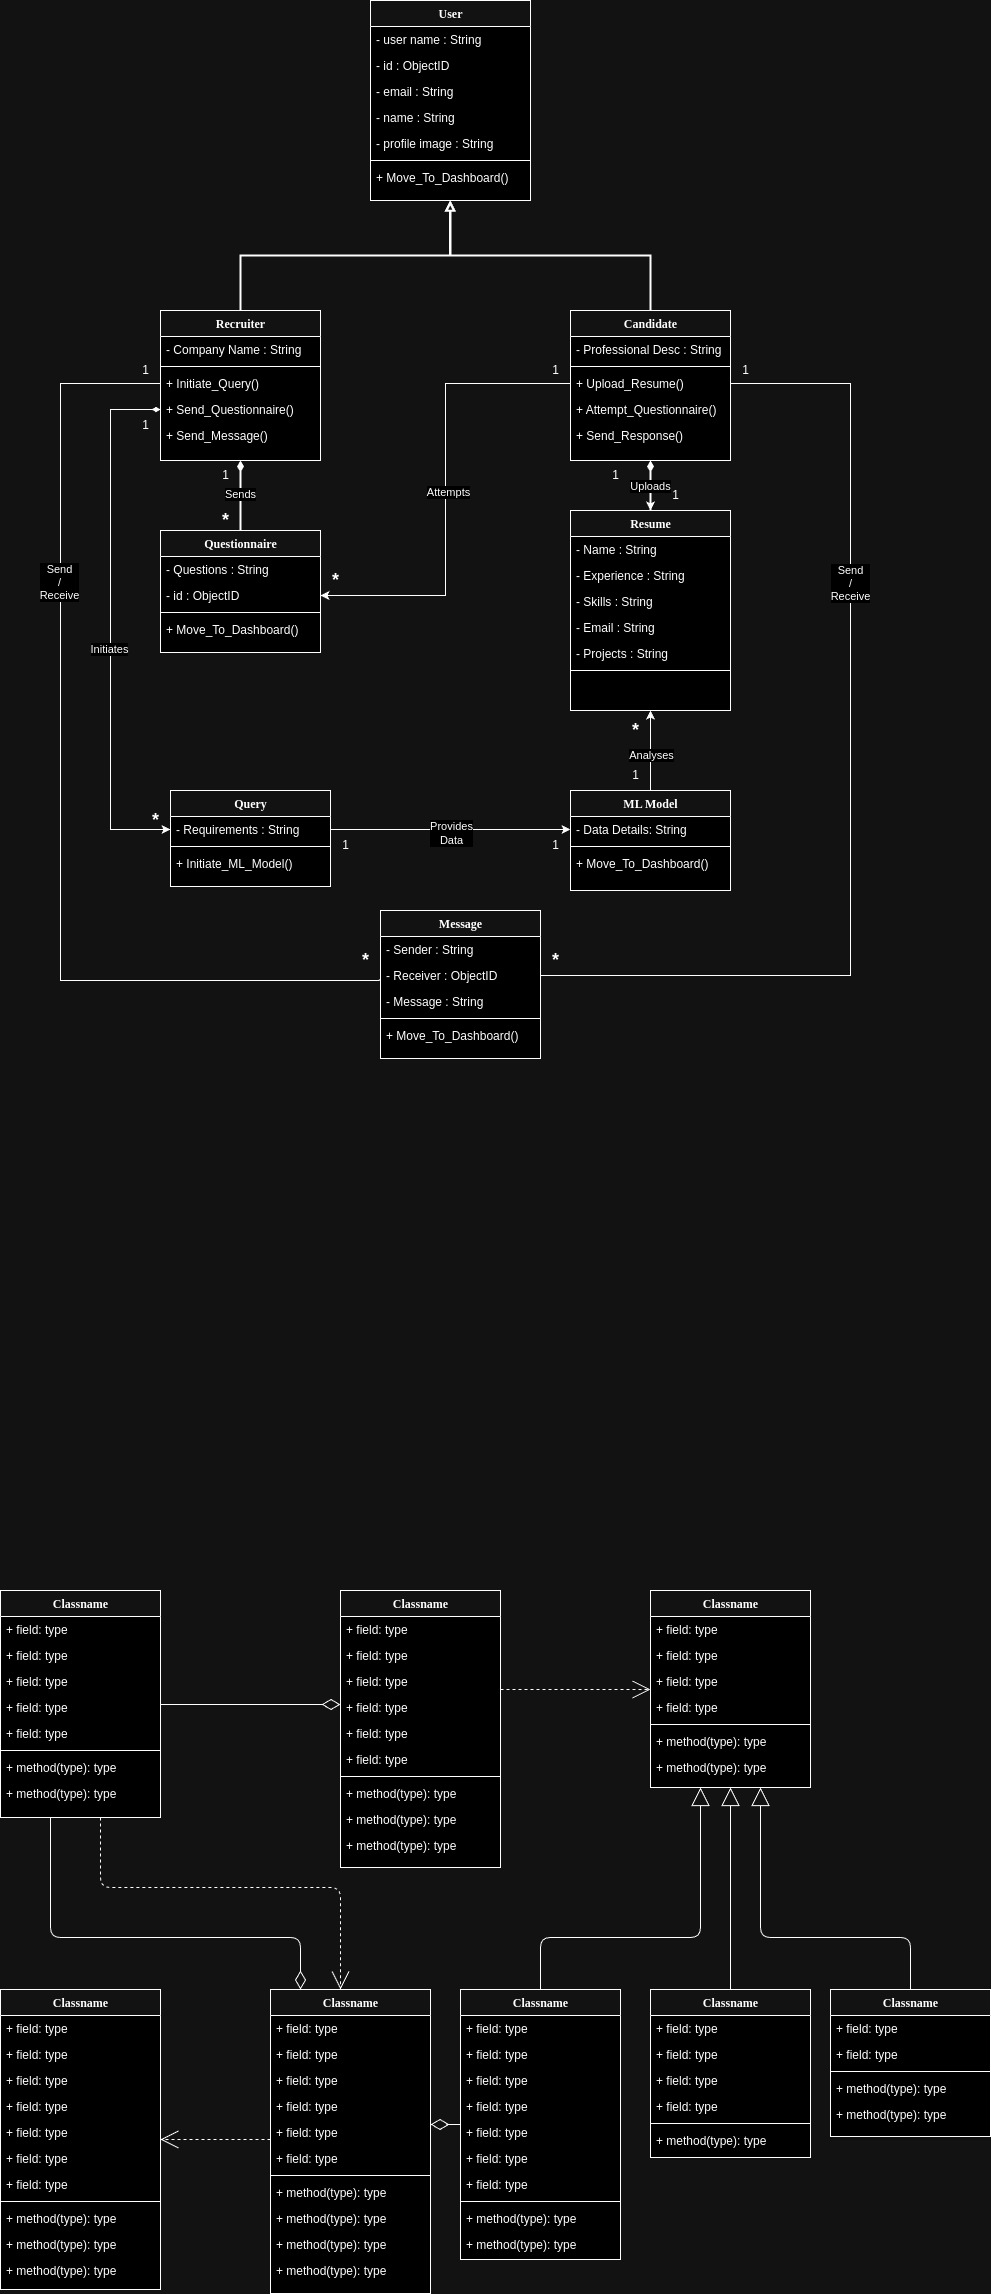 User
- user name : String
- id : ObjectID
- email : String
- name : String
- profile image : String
+ Move_To_Dashboard()
Recruiter
- Company Name : String
+ Initiate_Query()
+ Send_Questionnaire()
+ Send_Message()
Candidate
- Professional Desc : String
+ Upload_Resume()
+ Attempt_Questionnaire()
+ Send_Response()
1
1
1
1
1
Sends
*
Attempts
1
Uploads
1
Questionnaire
- Questions : String
- id : ObjectID
+ Move_To_Dashboard()
*
Resume
- Name : String
- Experience : String
- Skills : String
- Email : String
- Projects : String
Send
/
Receive
Send
/
Receive
Initiates
*
Analyses
1
*
Query
- Requirements : String
+ Initiate_ML_Model()
Provides
Data
1
1
ML Model
- Data Details: String
+ Move_To_Dashboard()
*
Message
- Sender : String
- Receiver : ObjectID
- Message : String
+ Move_To_Dashboard()
*
Classname
+ field: type
+ field: type
+ field: type
+ field: type
+ field: type
+ method(type): type
+ method(type): type
Classname
+ field: type
+ field: type
+ field: type
+ field: type
+ field: type
+ field: type
+ method(type): type
+ method(type): type
+ method(type): type
Classname
+ field: type
+ field: type
+ field: type
+ field: type
+ method(type): type
+ method(type): type
Classname
+ field: type
+ field: type
+ field: type
+ field: type
+ field: type
+ field: type
+ field: type
+ method(type): type
+ method(type): type
+ method(type): type
Classname
+ field: type
+ field: type
+ field: type
+ field: type
+ field: type
+ field: type
+ method(type): type
+ method(type): type
+ method(type): type
+ method(type): type
Classname
+ field: type
+ field: type
+ field: type
+ field: type
+ field: type
+ field: type
+ field: type
+ method(type): type
+ method(type): type
Classname
+ field: type
+ field: type
+ field: type
+ field: type
+ method(type): type
Classname
+ field: type
+ field: type
+ method(type): type
+ method(type): type